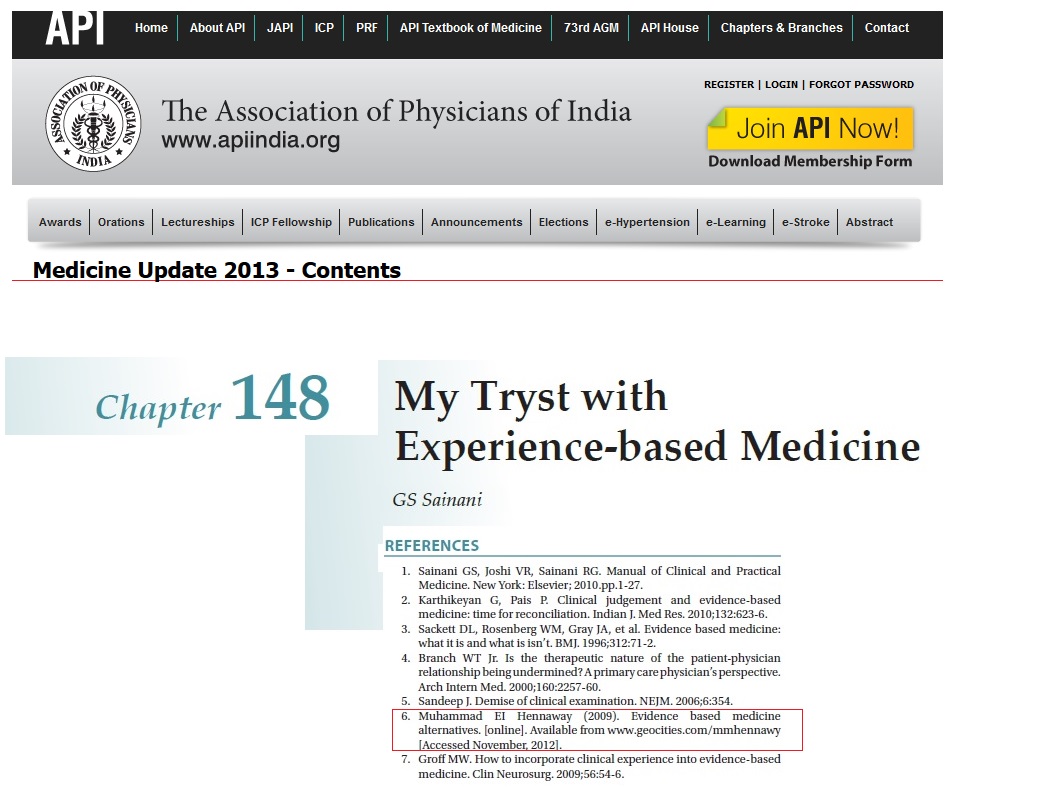 API
Home About API JAPI ICP PRF API Textbook of Medicine 73rd AGM API House Chapters & Branches Contact
REGISTER | LOGIN | FORGOT PASSWORD
ASSOCIATION OF PHYSICIANS
INDIA
The Association of Physicians of India
www.apiindia.org
Join API Now!
Download Membership Form
Awards Orations Lectureships ICP Fellowship Publications Announcements Elections e-Hypertension e-Learning e-Stroke Abstract
Medicine Update 2013 - Contents
Chapter 148
My Tryst with
Experience-based Medicine
GS Sainani
REFERENCES
1. Sainani GS, Joshi VR, Sainani RG. Manual of Clinical and Practical
Medicine. New York: Elsevier; 2010.pp.1-27.
2. Karthikeyan G, Pais P. Clinical judgement and evidence-based
medicine: time for reconciliation. Indian J. Med Res. 2010;132:623-6.
3. Sackett DL, Rosenberg WM, Gray JA, et al. Evidence based medicine:
what it is and what is isn't. BMJ. 1996;312:71-2.
4. Branch WT Jr. Is the therapeutic nature of the patient-physician
relationship being undermined? A primary care physician's perspective.
Arch Intern Med. 2000;160:2257-60.
5. Sandeep J. Demise of clinical examination. NEJM. 2006;6:354.
6. Muhammad EI Hennaway (2009). Evidence based medicine
alternatives. [online]. Available from www.geocities.com/mmhennawy
[Accessed November, 2012].
7. Groff MW. How to incorporate clinical experience into evidence-based
medicine. Clin Neurosurg. 2009;56:54-6.